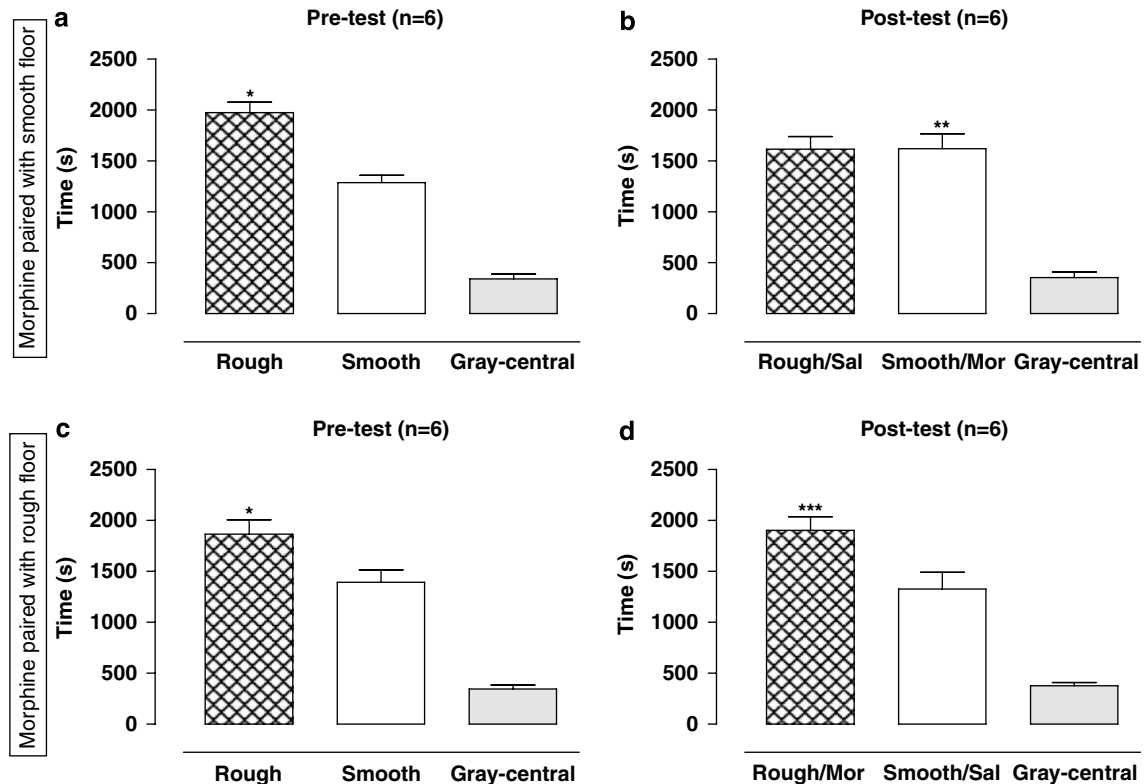 Morphine paired with smooth floor
a
Pre-test (n=6)
Time (s)
2500
2000
1500
1000
500
0
*
Rough Smooth Gray-central
b
Post-test (n=6)
Time (s)
2500
2000
1500
1000
500
0
**
Rough/Sal Smooth/Mor Gray-central
Morphine paired with rough floor
c
Pre-test (n=6)
Time (s)
2500
2000
1500
1000
500
0
*
Rough Smooth Gray-central
d
Post-test (n=6)
Time (s)
2500
2000
1500
1000
500
0
***
Rough/Mor Smooth/Sal Gray-central